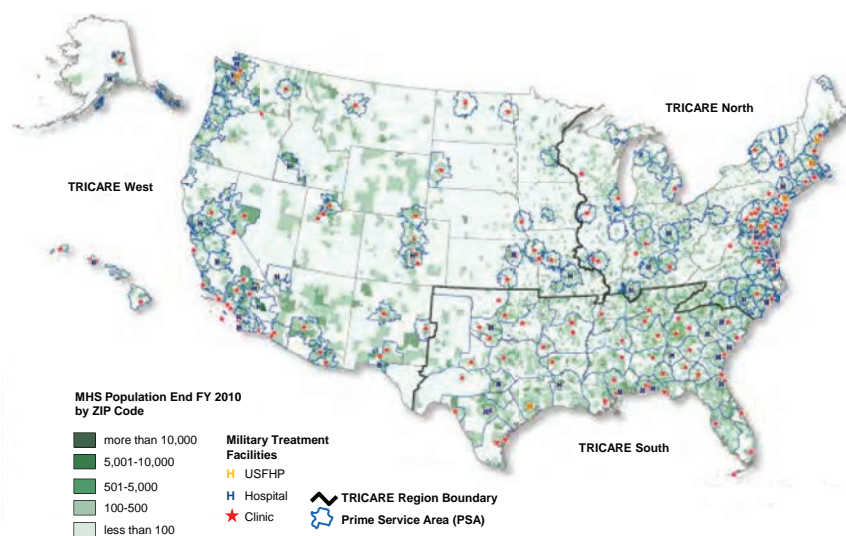 TRICARE North
TRICARE West
TRICARE South
MHS Population End FY 2010
by ZIP Code
more than 10,000
5,001-10,000
501-5,000
100-500
less than 100
Military Treatment
Facilities
H USFHP
H Hospital
Clinic
TRICARE Region Boundary
Prime Service Area (PSA)